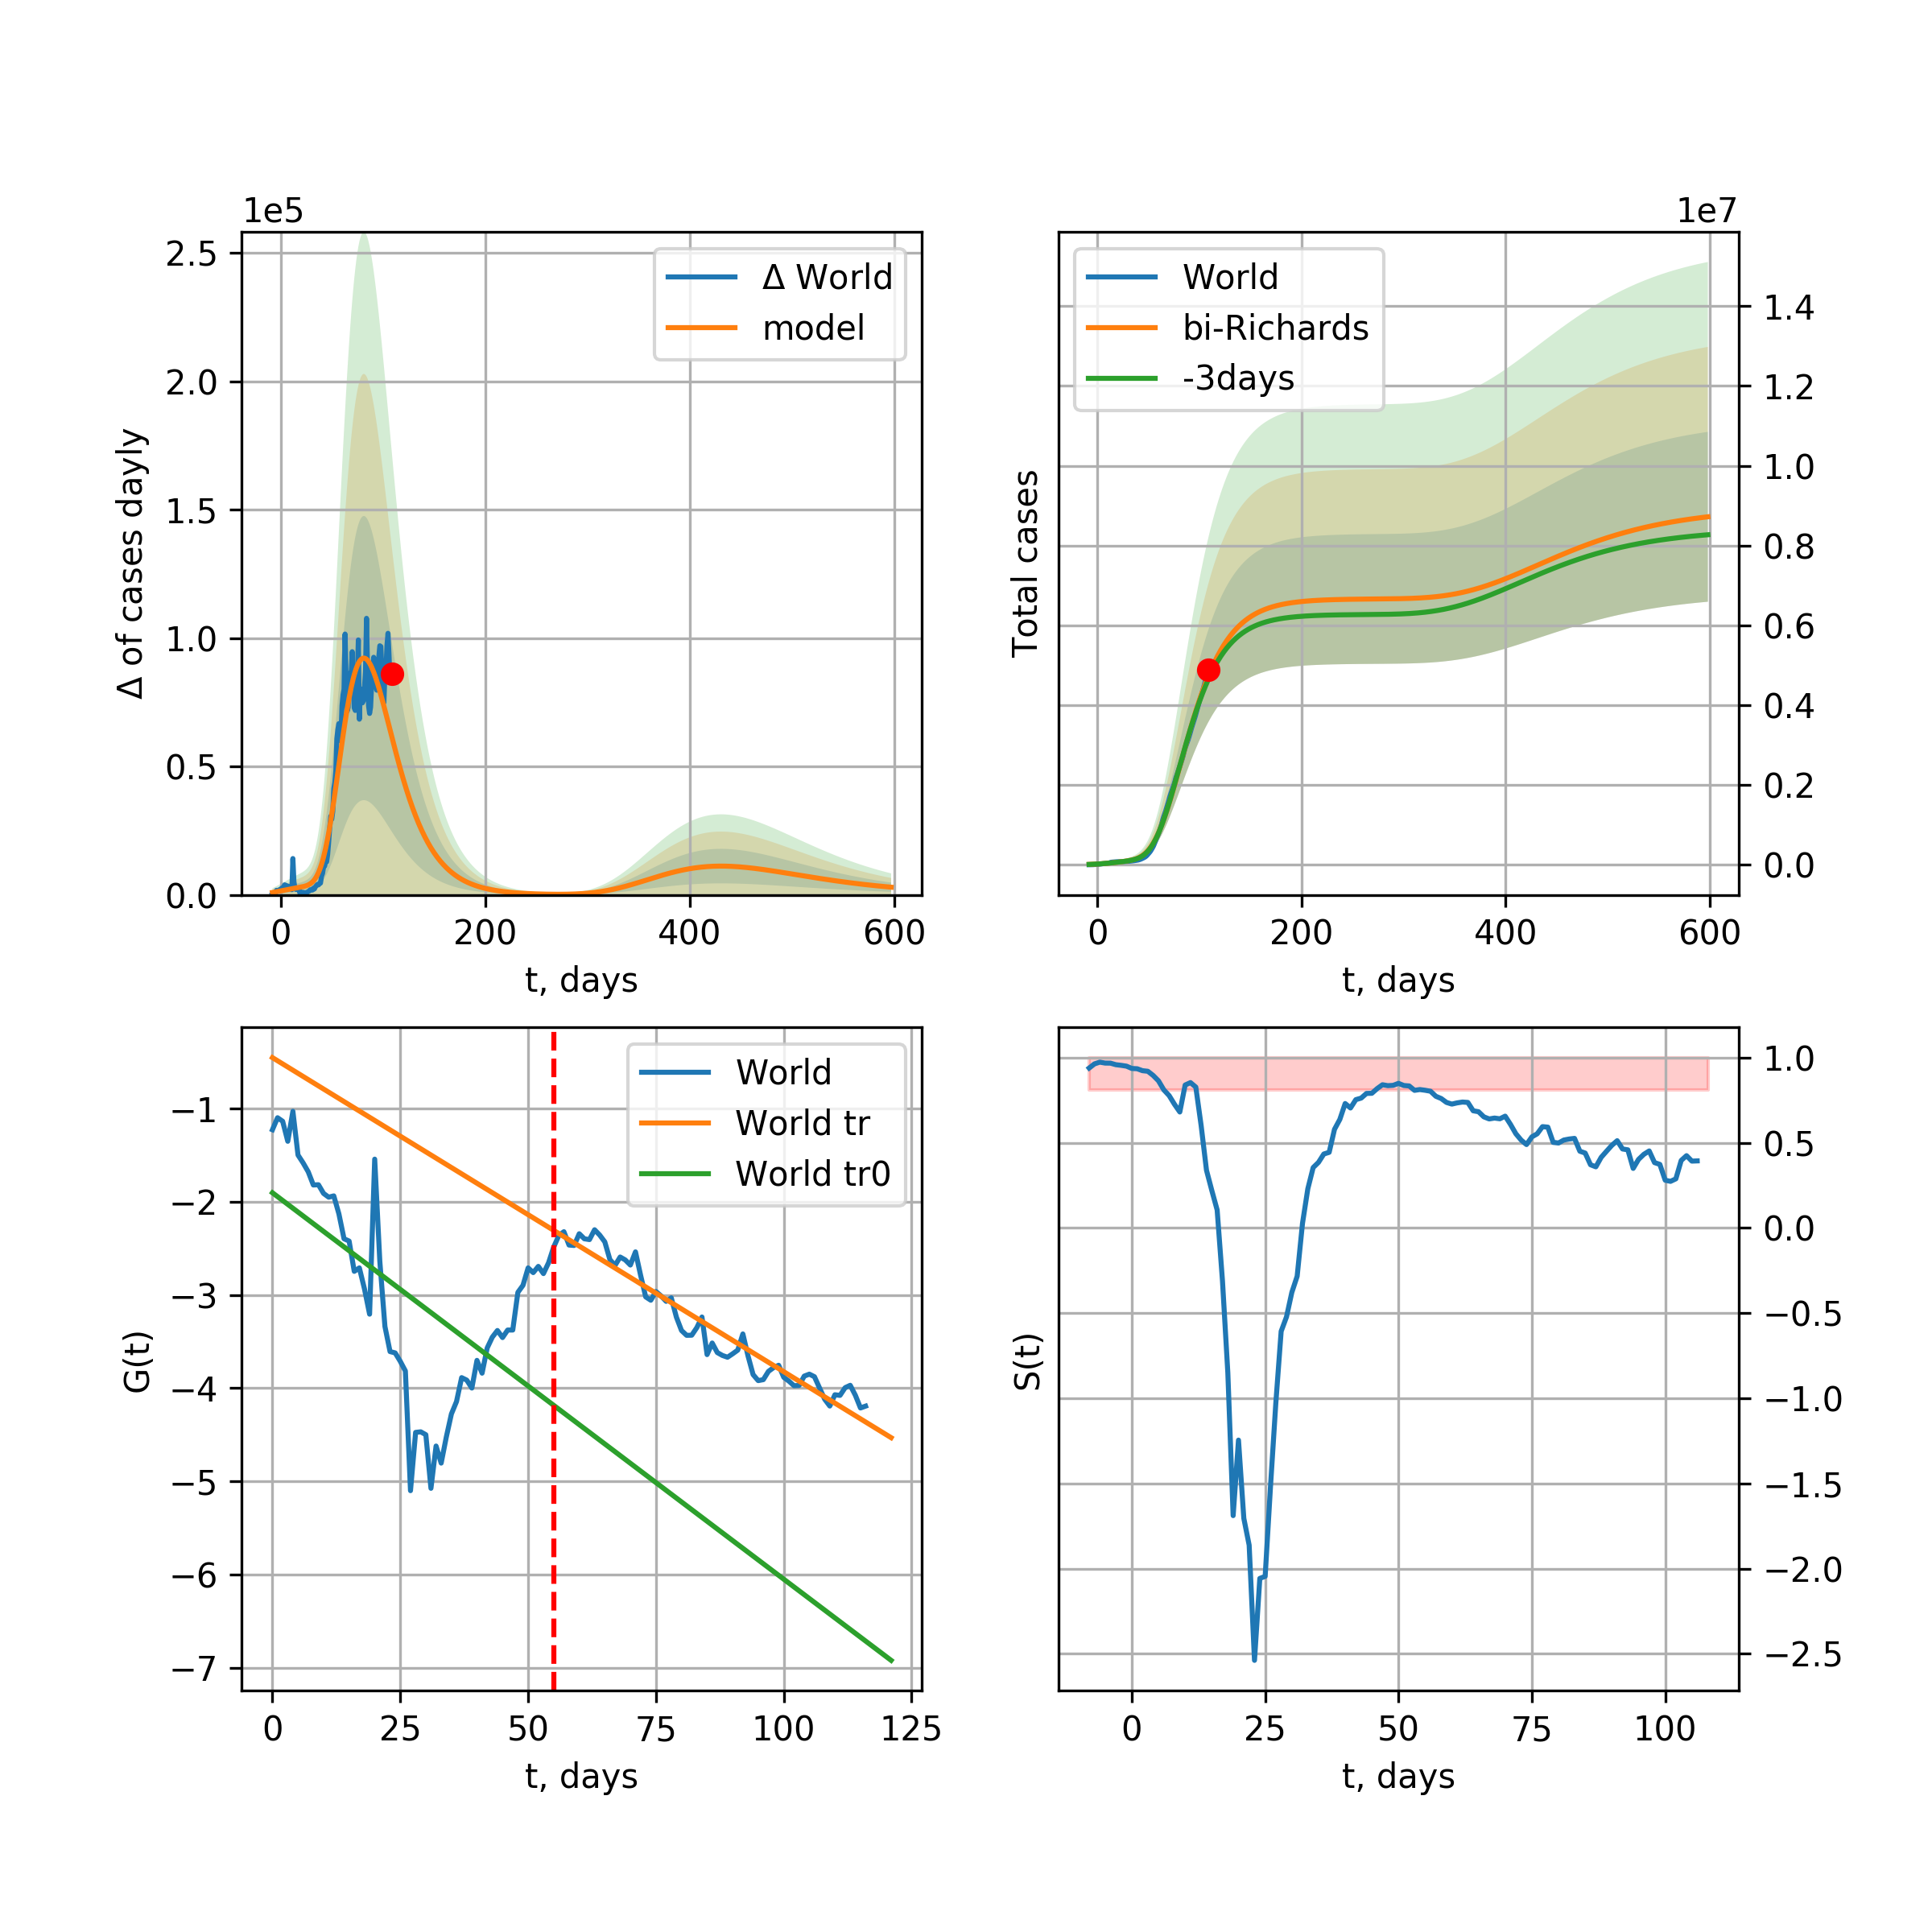 1e5
2.5
2.0
1.5
1.0
0.5
0.0
Δ of cases dayly
Δ World
model
0 200 400 600
t, days
1e7
World
bi-Richards
-3days
Total cases
1.4
1.2
1.0
0.8
0.6
0.4
0.2
0.0
0 200 400 600
t, days
World
World tr
World tr0
G(t)
−1
−2
−3
−4
−5
−6
−7
0 25 50 75 100 125
t, days
S(t)
1.0
0.5
0.0
−0.5
−1.0
−1.5
−2.0
−2.5
0 25 50 75 100
t, days